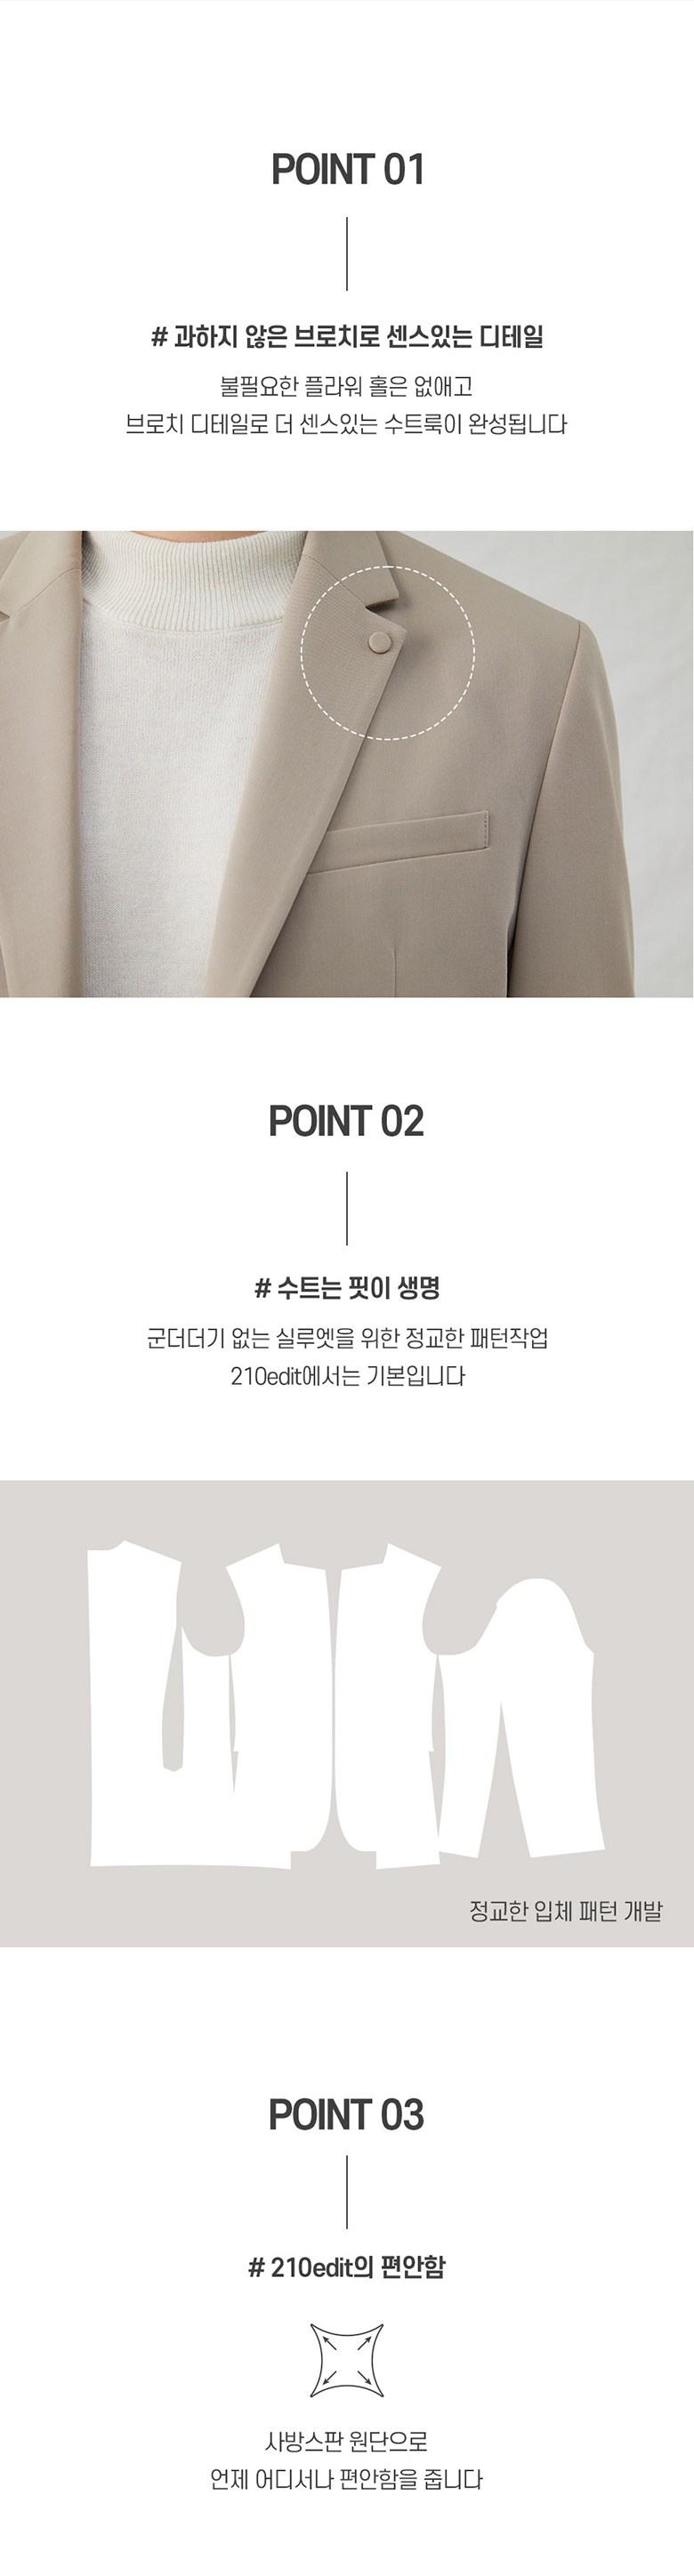 POINT 01
# 과하지 않은 브로치로 센스있는 디테일
불필요한 플라워 홀은 없애고
브로치 디테일로 더 센스있는 수트룩이 완성됩니다
POINT 02
# 수트는 핏이 생명
군더더기 없는 실루엣을 위한 정교한 패턴작업
210edit에서는 기본입니다
정교한 입체 패턴 개발
POINT 03
# 210edit의 편안함
사방스판 원단으로
언제 어디서나 편안함을 줍니다